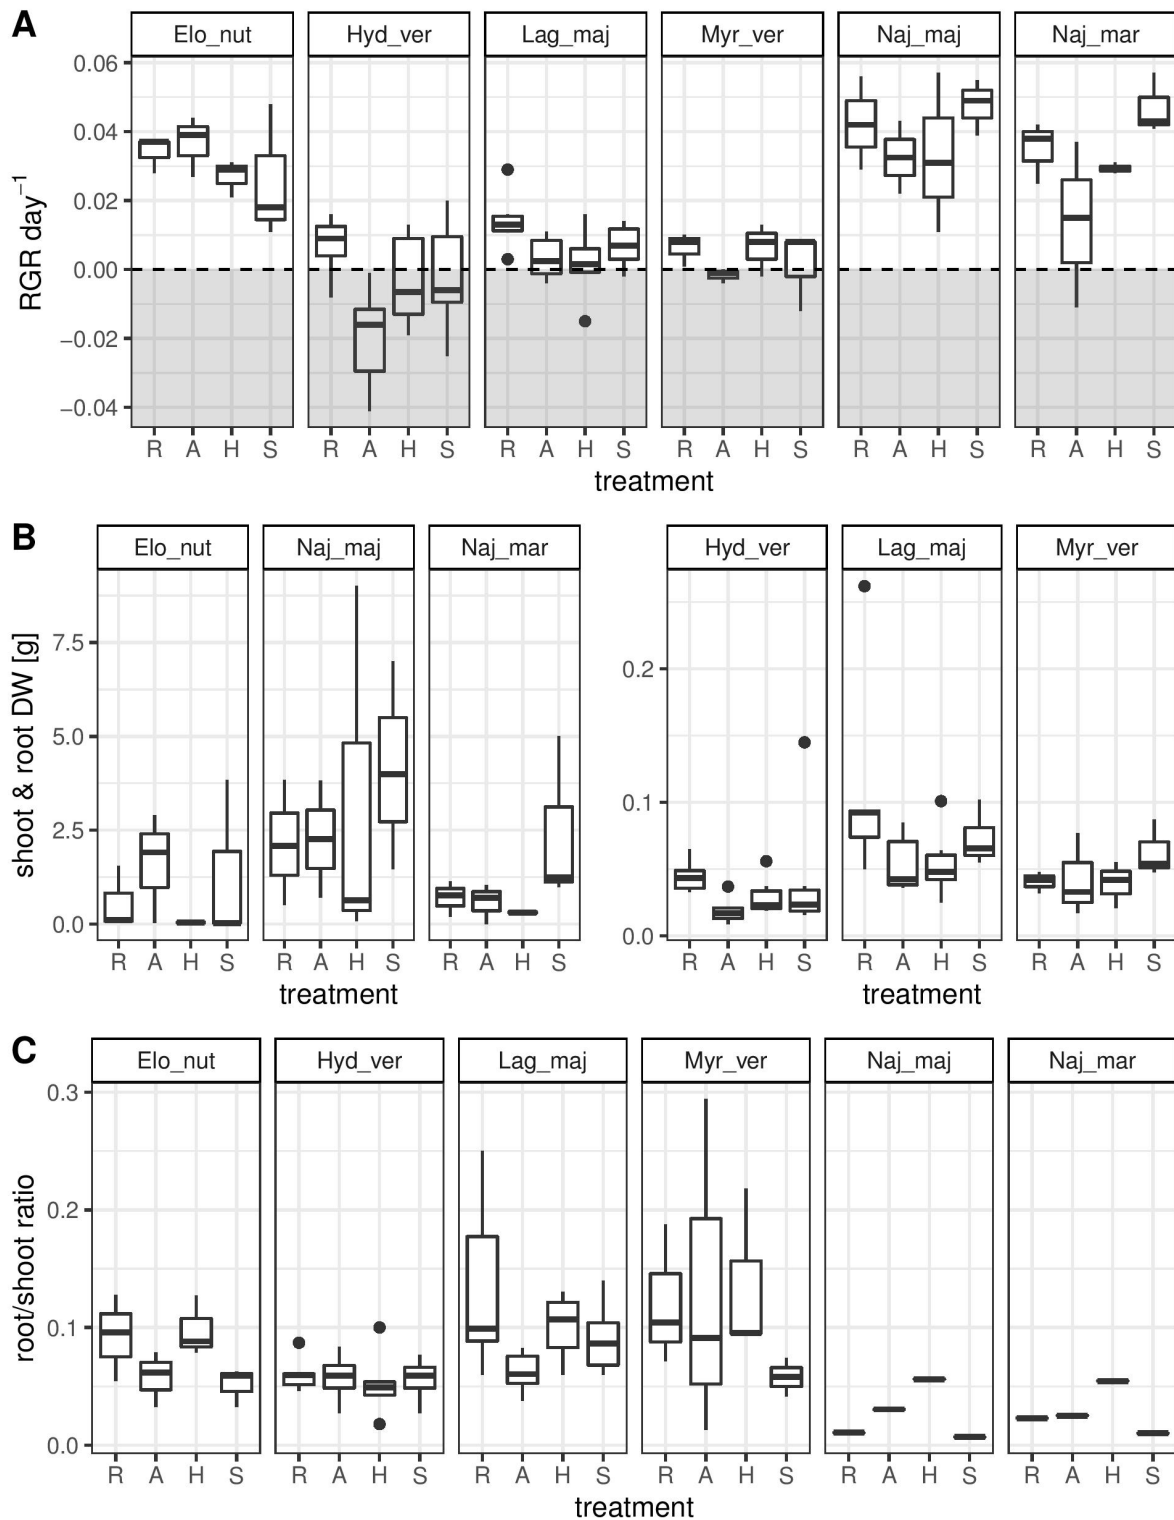 A
Elo_nut Hyd_ver Lag_maj Myr_ver Naj_maj Naj_mar
RGR day⁻¹
0.06
0.04
0.02
0.00
−0.02
−0.04
R A H S R A H S R A H S R A H S R A H S R A H S
treatment
B
Elo_nut Naj_maj Naj_mar Hyd_ver Lag_maj Myr_ver
shoot & root DW [g]
7.5
5.0
2.5
0.0
0.2
0.1
0.0
R A H S R A H S R A H S R A H S R A H S R A H S
treatment treatment
C
Elo_nut Hyd_ver Lag_maj Myr_ver Naj_maj Naj_mar
root/shoot ratio
0.3
0.2
0.1
0.0
R A H S R A H S R A H S R A H S R A H S R A H S
treatment